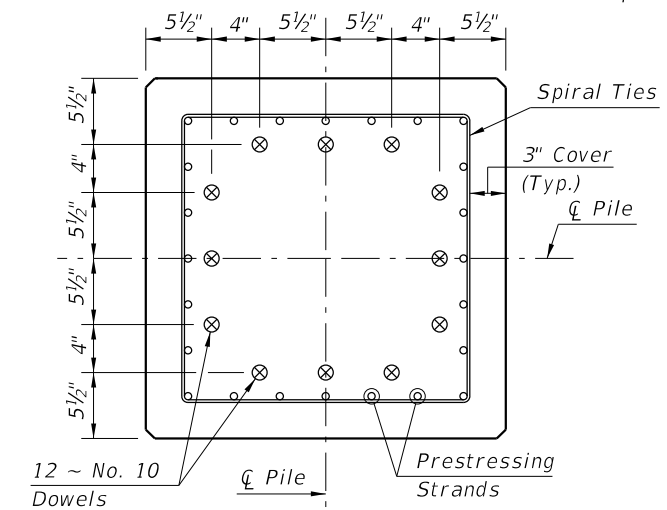 5½" 4" 5½" 5½" 4" 5½"
Spiral Ties
3" Cover
(Typ.)
℄ Pile
5½"
4"
5½"
5½"
4"
5½"
12 ~ No. 10
Dowels
℄ Pile
Prestressing
Strands